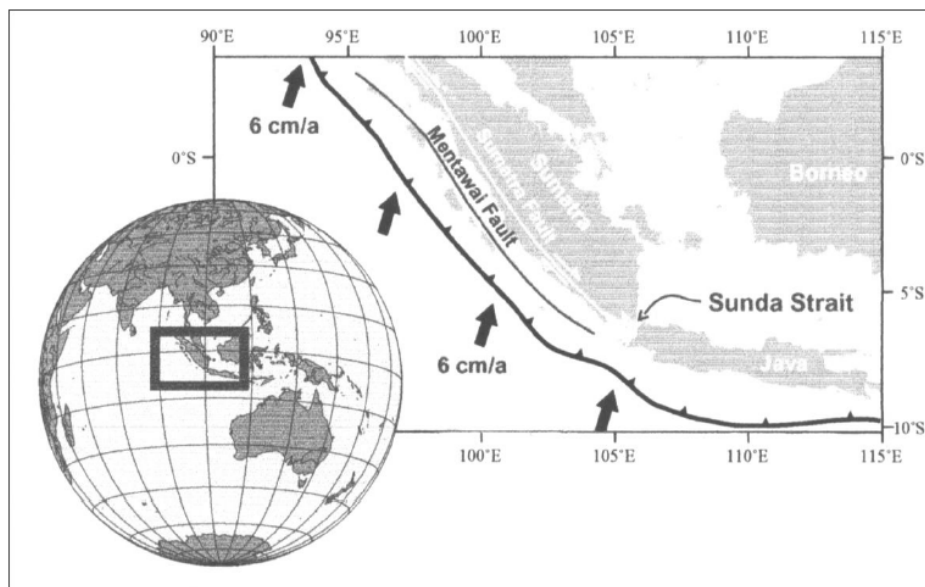 90°E 95°E 100°E 105°E 110°E 115°E
6 cm/a
Mentawai Fault
Sumatra Fault
Sumatra
Borneo
0°S
0°S
5°S
Sunda Strait
6 cm/a
Java
10°S
100°E 105°E 110°E 115°E